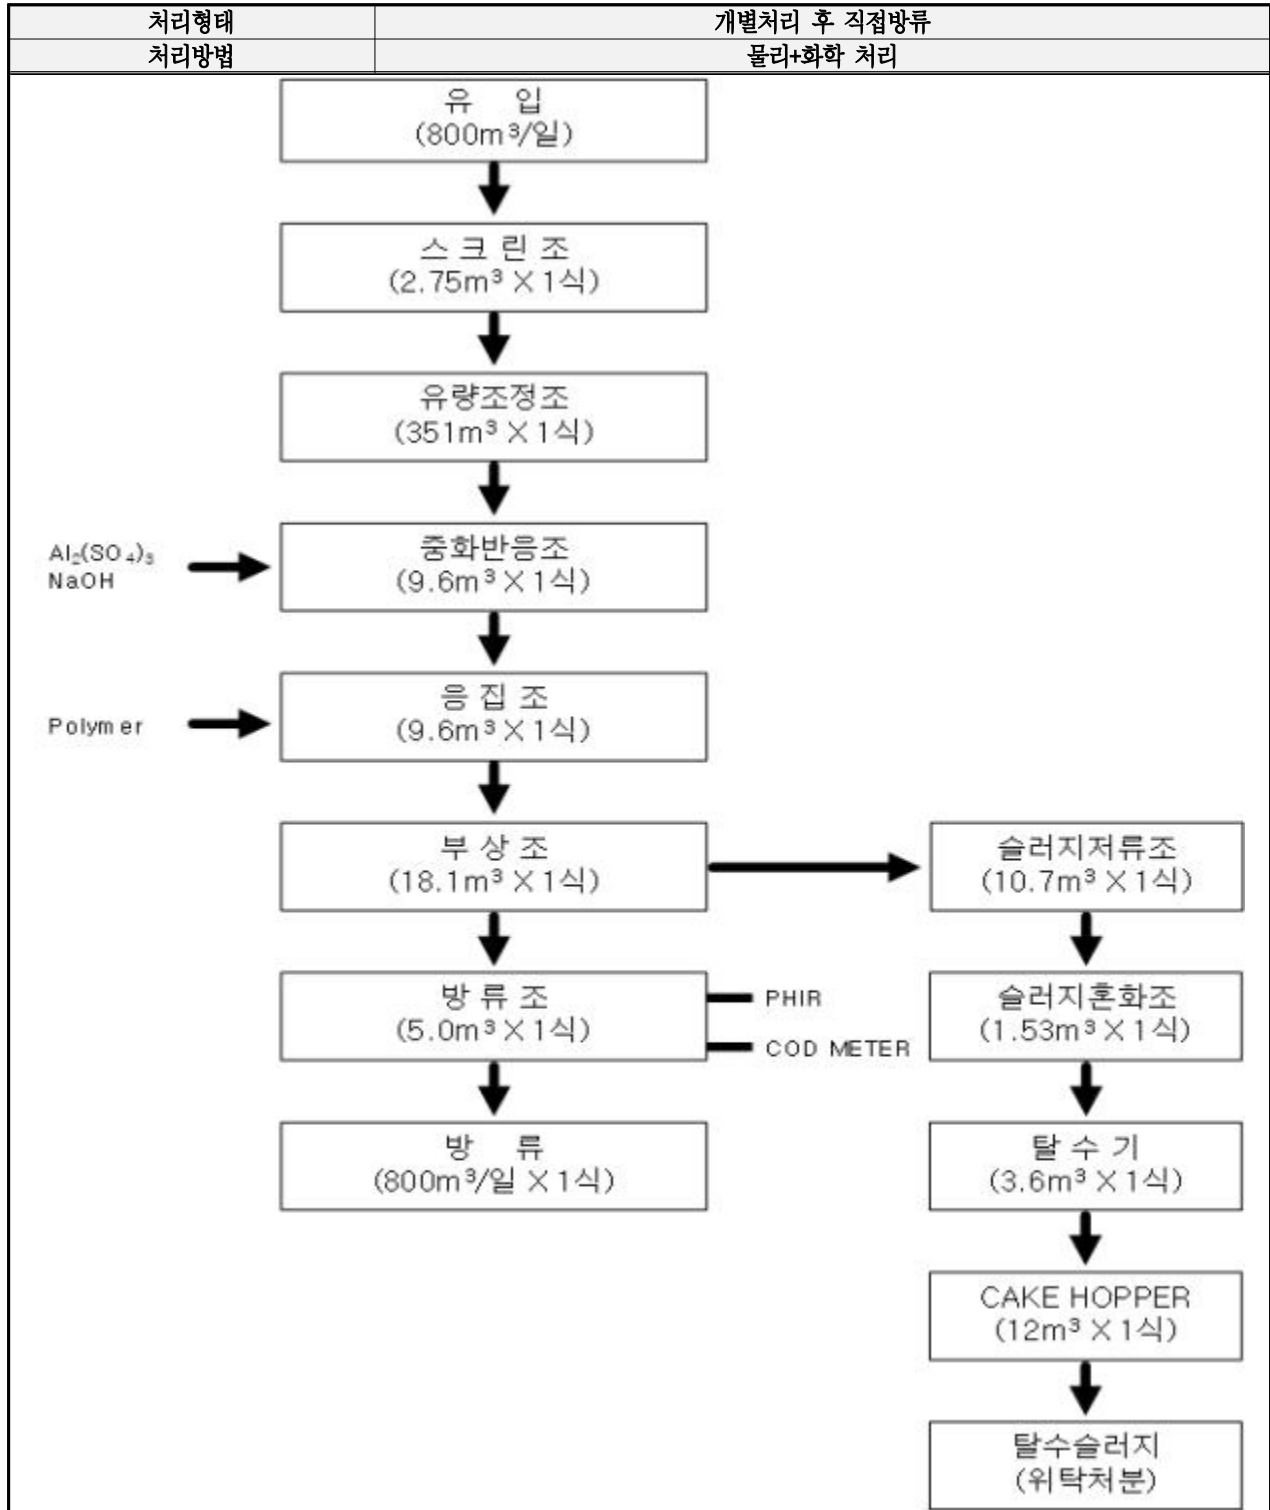 처리형태 개별처리 후 직접방류
처리방법 물리+화학 처리
유 입
(800m³/일)
스 크 린 조
(2.75m³ X 1식)
유량조정조
(351m³ X 1식)
Al₂(SO₄)₃
NaOH
중화반응조
(9.6m³ X 1식)
Polymer
응 집 조
(9.6m³ X 1식)
부 상 조
(18.1m³ X 1식)
슬러지저류조
(10.7m³ X 1식)
방 류 조
(5.0m³ X 1식)
PHIR
COD METER
슬러지혼화조
(1.53m³ X 1식)
방 류
(800m³/일 X 1식)
탈 수 기
(3.6m³ X 1식)
CAKE HOPPER
(12m³ X 1식)
탈수슬러지
(위탁처분)